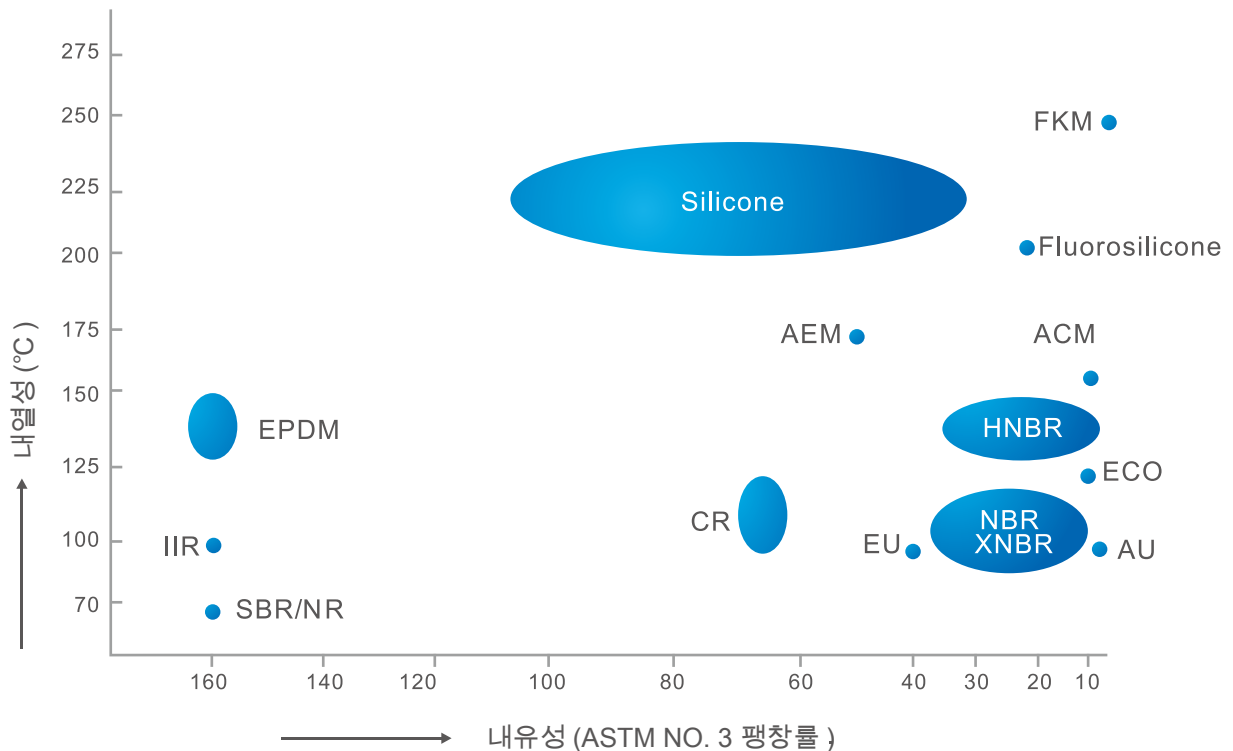 275
250
FKM
225
Silicone
200
Fluorosilicone
175
AEM
ACM
150
EPDM
HNBR
125
ECO
CR
NBR
XNBR
100
IIR
EU
AU
70
SBR/NR
내열성 (℃)
160 140 120 100 80 60 40 30 20 10
내유성 (ASTM NO. 3 팽창률 )